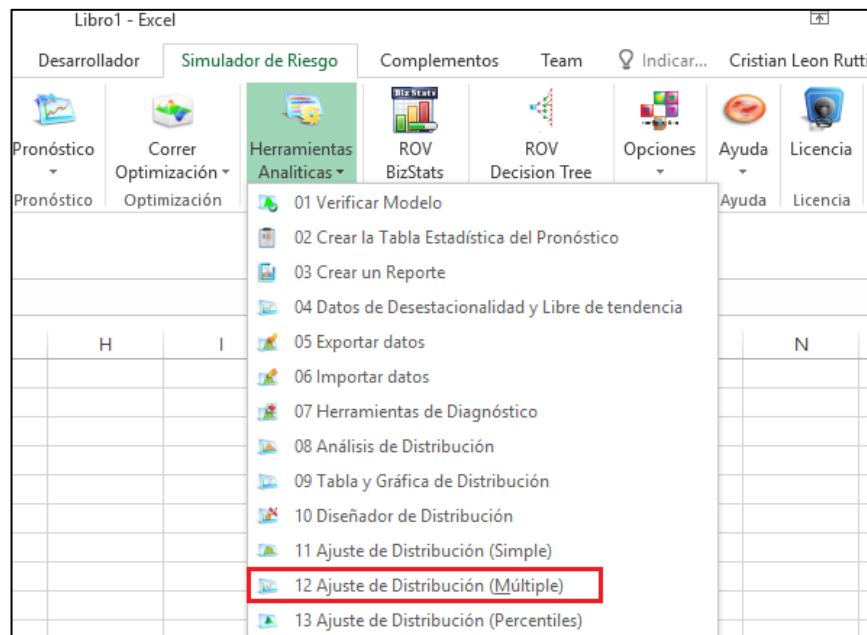 Libro1 - Excel
Desarrollador Simulador de Riesgo Complementos Team Indicar... Cristian Leon Rutti
Biz Stats
Pronóstico Correr Herramientas ROV ROV Opciones Ayuda Licencia
Optimización Analiticas BizStats Decision Tree
Pronóstico Optimización Ayuda Licencia
01 Verificar Modelo
02 Crear la Tabla Estadística del Pronóstico
03 Crear un Reporte
04 Datos de Desestacionalidad y Libre de tendencia
H I N
05 Exportar datos
06 Importar datos
07 Herramientas de Diagnóstico
08 Análisis de Distribución
09 Tabla y Gráfica de Distribución
10 Diseñador de Distribución
11 Ajuste de Distribución (Simple)
12 Ajuste de Distribución (Múltiple)
13 Ajuste de Distribución (Percentiles)